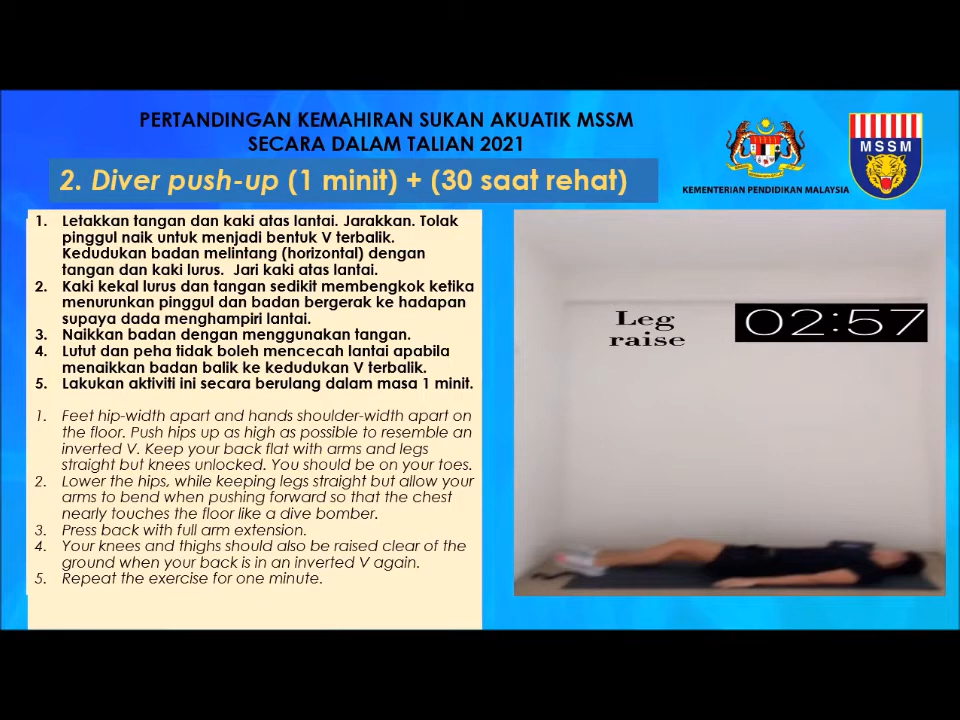 PERTANDINGAN KEMAHIRAN SUKAN AKUATIK MSSM
SECARA DALAM TALIAN 2021
2. Diver push-up (1 minit) + (30 saat rehat)
KEMENTERIAN PENDIDIKAN MALAYSIA
MSSM
1. Letakkan tangan dan kaki atas lantai. Jarakkan. Tolak
pinggul naik untuk menjadi bentuk V terbalik.
Kedudukan badan melintang (horizontal) dengan
tangan dan kaki lurus. Jari kaki atas lantai.
2. Kaki kekal lurus dan tangan sedikit membengkok ketika
menurunkan pinggul dan badan bergerak ke hadapan
supaya dada menghampiri lantai.
3. Naikkan badan dengan menggunakan tangan.
4. Lutut dan peha tidak boleh mencecah lantai apabila
menaikkan badan balik ke kedudukan V terbalik.
5. Lakukan aktiviti ini secara berulang dalam masa 1 minit.
1. Feet hip-width apart and hands shoulder-width apart on
the floor. Push hips up as high as possible to resemble an
inverted V. Keep your back flat with arms and legs
straight but knees unlocked. You should be on your toes.
2. Lower the hips, while keeping legs straight but allow your
arms to bend when pushing forward so that the chest
nearly touches the floor like a dive bomber.
3. Press back with full arm extension.
4. Your knees and thighs should also be raised clear of the
ground when your back is in an inverted V again.
5. Repeat the exercise for one minute.
Leg
raise
02:57